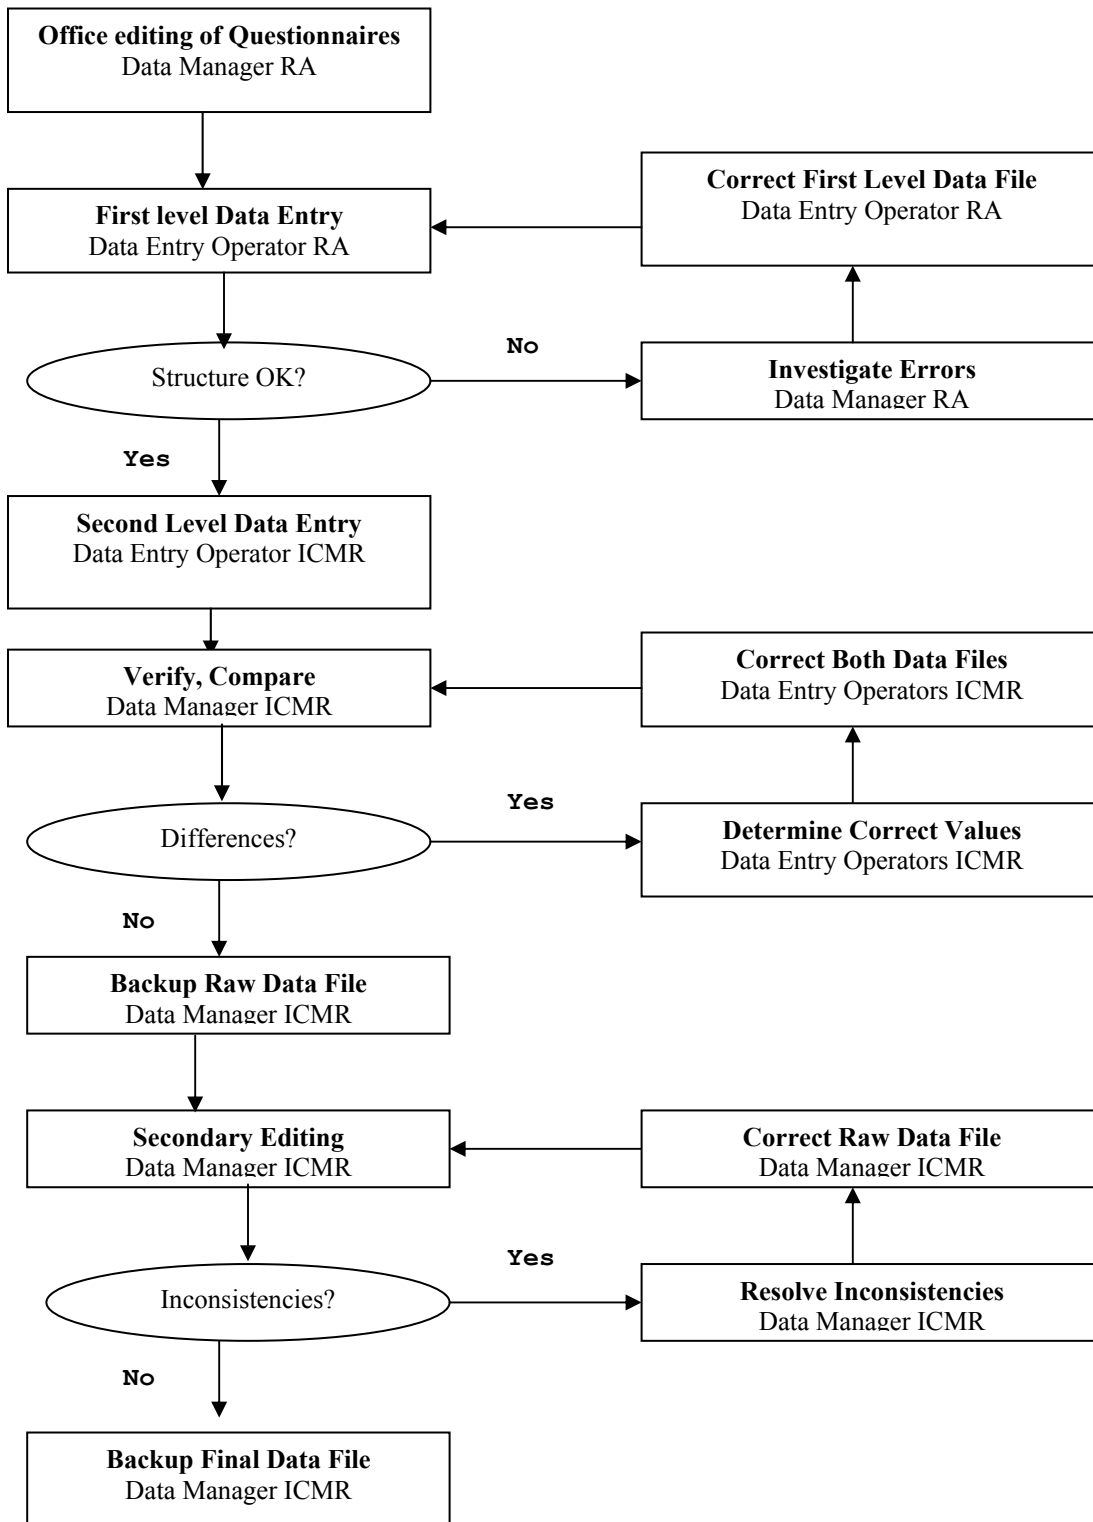 Office editing of Questionnaires
Data Manager RA
Correct First Level Data File
Data Entry Operator RA
First level Data Entry
Data Entry Operator RA
No
Structure OK?
Investigate Errors
Data Manager RA
Yes
Second Level Data Entry
Data Entry Operator ICMR
Verify, Compare
Data Manager ICMR
Correct Both Data Files
Data Entry Operators ICMR
Yes
Differences?
Determine Correct Values
Data Entry Operators ICMR
No
Backup Raw Data File
Data Manager ICMR
Secondary Editing
Data Manager ICMR
Correct Raw Data File
Data Manager ICMR
Yes
Inconsistencies?
Resolve Inconsistencies
Data Manager ICMR
No
Backup Final Data File
Data Manager ICMR